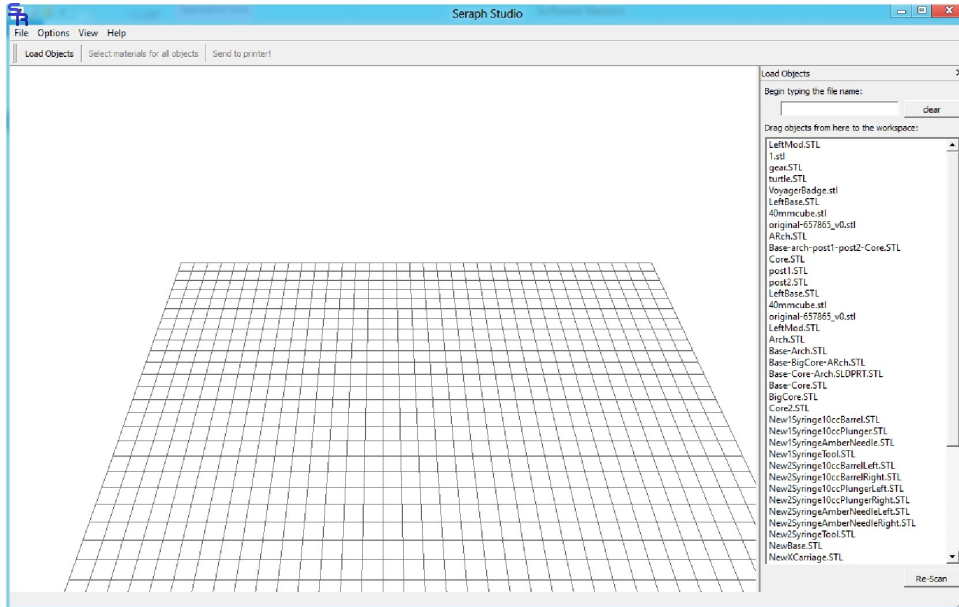 Seraph Studio
SR
File Options View Help
Load Objects Select materials for all objects Send to printer!
Load Objects
Begin typing the file name:
clear
Drag objects from here to the workspace:
LeftMod.STL
1.stl
gear.STL
turtle.STL
VoyagerBadge.stl
LeftBase.STL
40mmcube.stl
original-657865_v0.stl
ARch.STL
Base-arch-post1-post2-Core.STL
Core.STL
post1.STL
post2.STL
LeftBase.STL
40mmcube.stl
original-657865_v0.stl
LeftMod.STL
Arch.STL
Base-Arch.STL
Base-BigCore-ARch.STL
Base-Core-Arch.SLDPRT.STL
Base-Core.STL
BigCore.STL
Core2.STL
New1Syringe10ccBarrel.STL
New1Syringe10ccPlunger.STL
New1SyringeAmberNeedle.STL
New1SyringeTool.STL
New2Syringe10ccBarrelLeft.STL
New2Syringe10ccBarrelRight.STL
New2Syringe10ccPlungerLeft.STL
New2Syringe10ccPlungerRight.STL
New2SyringeAmberNeedleLeft.STL
New2SyringeAmberNeedleRight.STL
New2SyringeTool.STL
NewBase.STL
NewXCarriage.STL
Re-Scan